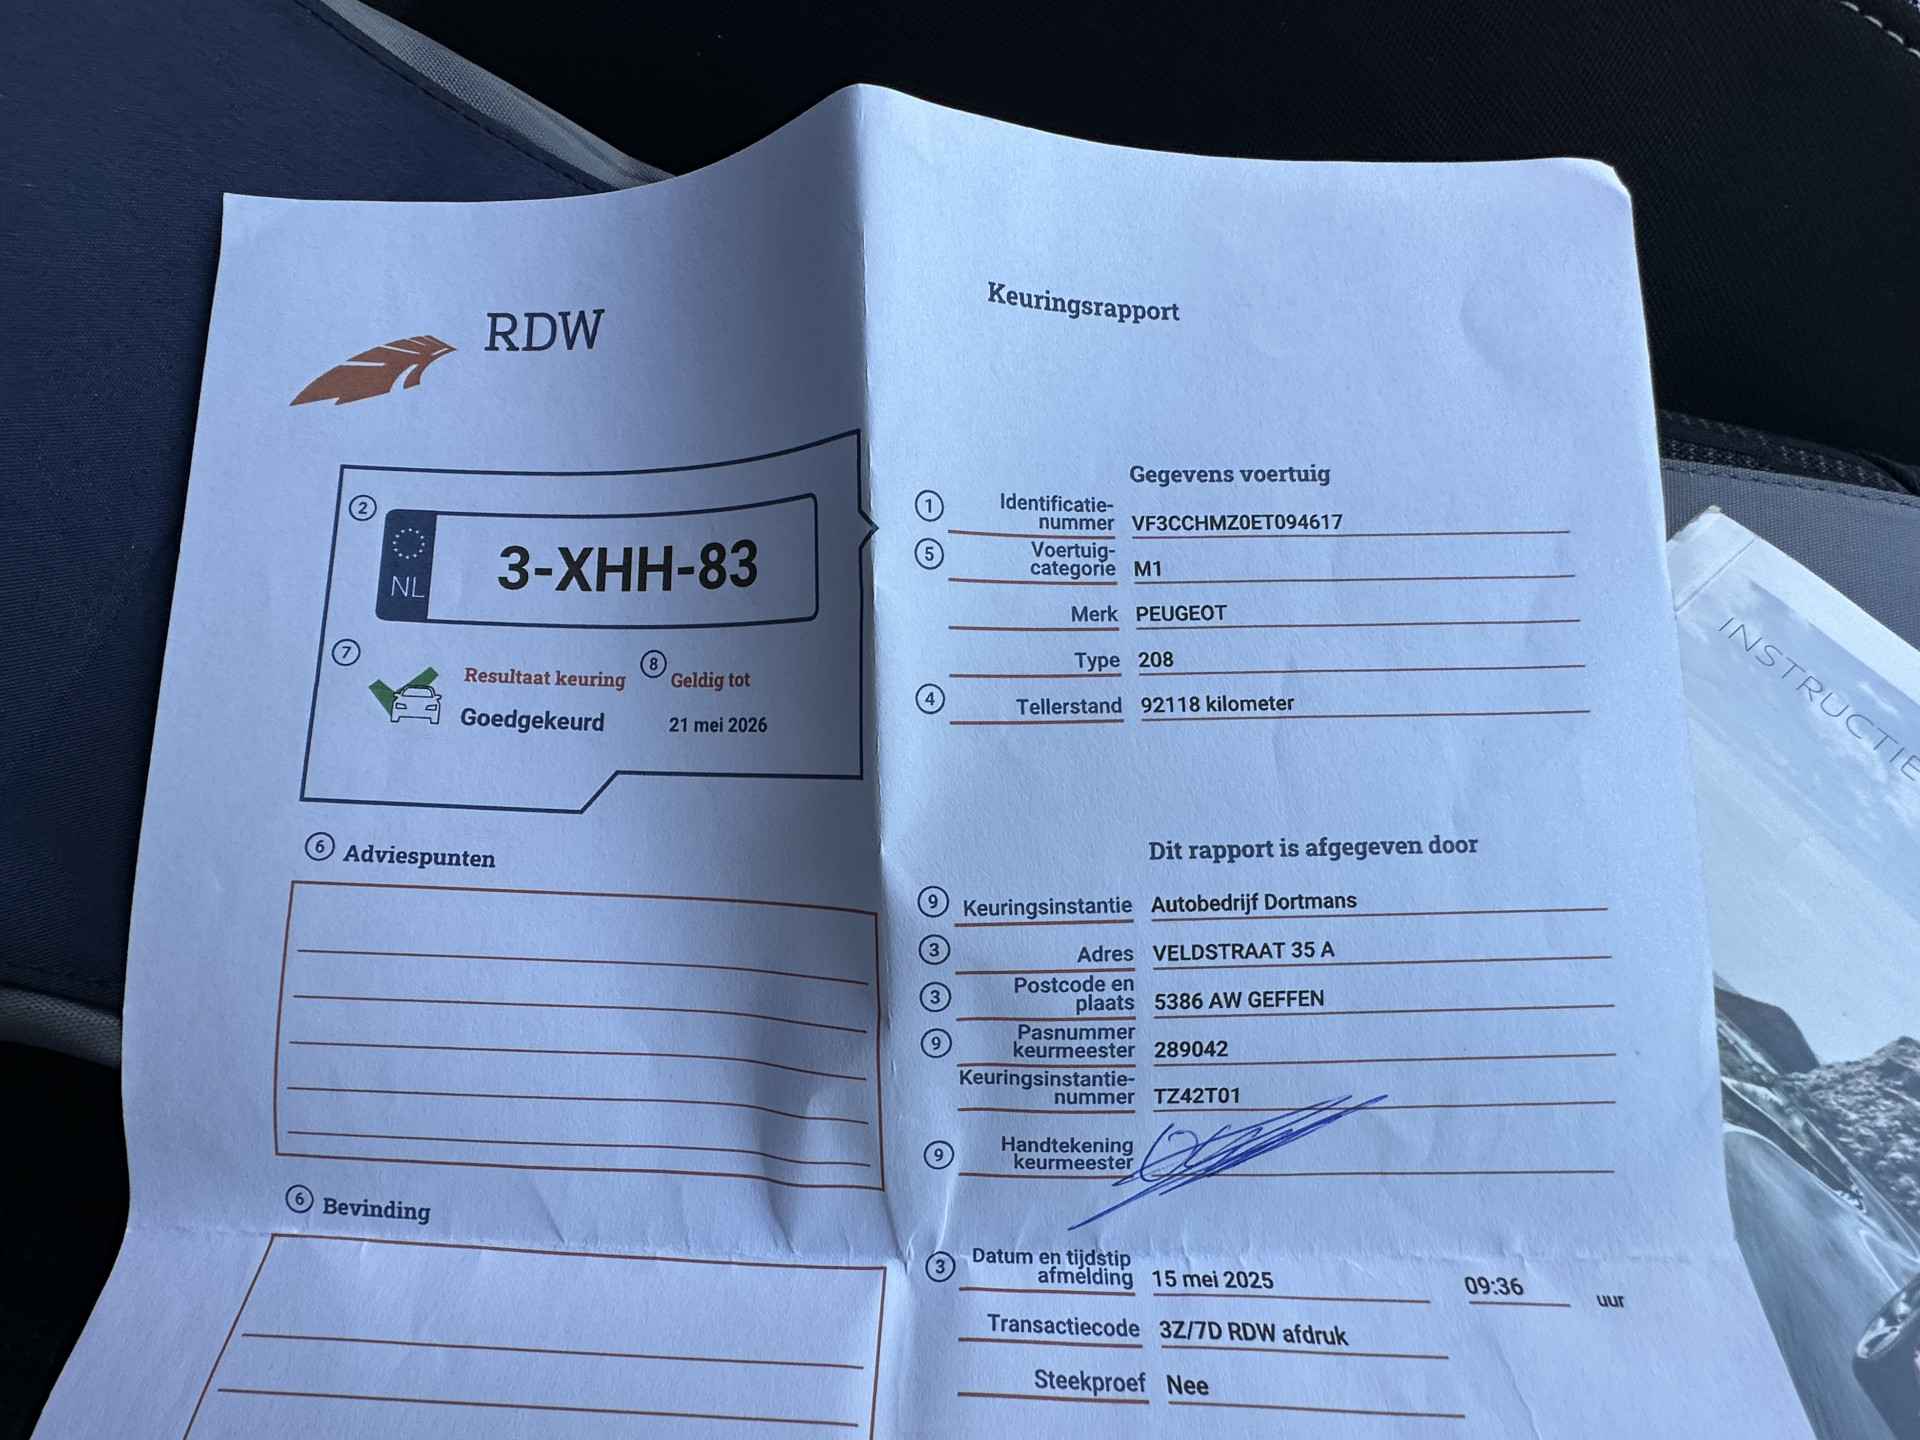 RDW
Keuringsrapport
2
NL
3-XHH-83
7
Resultaat keuring
Goedgekeurd
8
Geldig tot
21 mei 2026
6 Adviespunten
6 Bevinding
Gegevens voertuig
1 Identificatie-
nummer VF3CCHMZ0ET094617
5 Voertuig-
categorie M1
Merk PEUGEOT
Type 208
4 Tellerstand 92118 kilometer
Dit rapport is afgegeven door
9 Keuringsinstantie Autobedrijf Dortmans
3 Adres VELDSTRAAT 35 A
3 Postcode en
plaats 5386 AW GEFFEN
9 Pasnummer
keurmeester 289042
Keuringsinstantie-
nummer TZ42T01
9 Handtekening
keurmeester
3 Datum en tijdstip
afmelding 15 mei 2025 09:36 uur
Transactiecode 3Z/7D RDW afdruk
Steekproef Nee
INSTRUCTIE